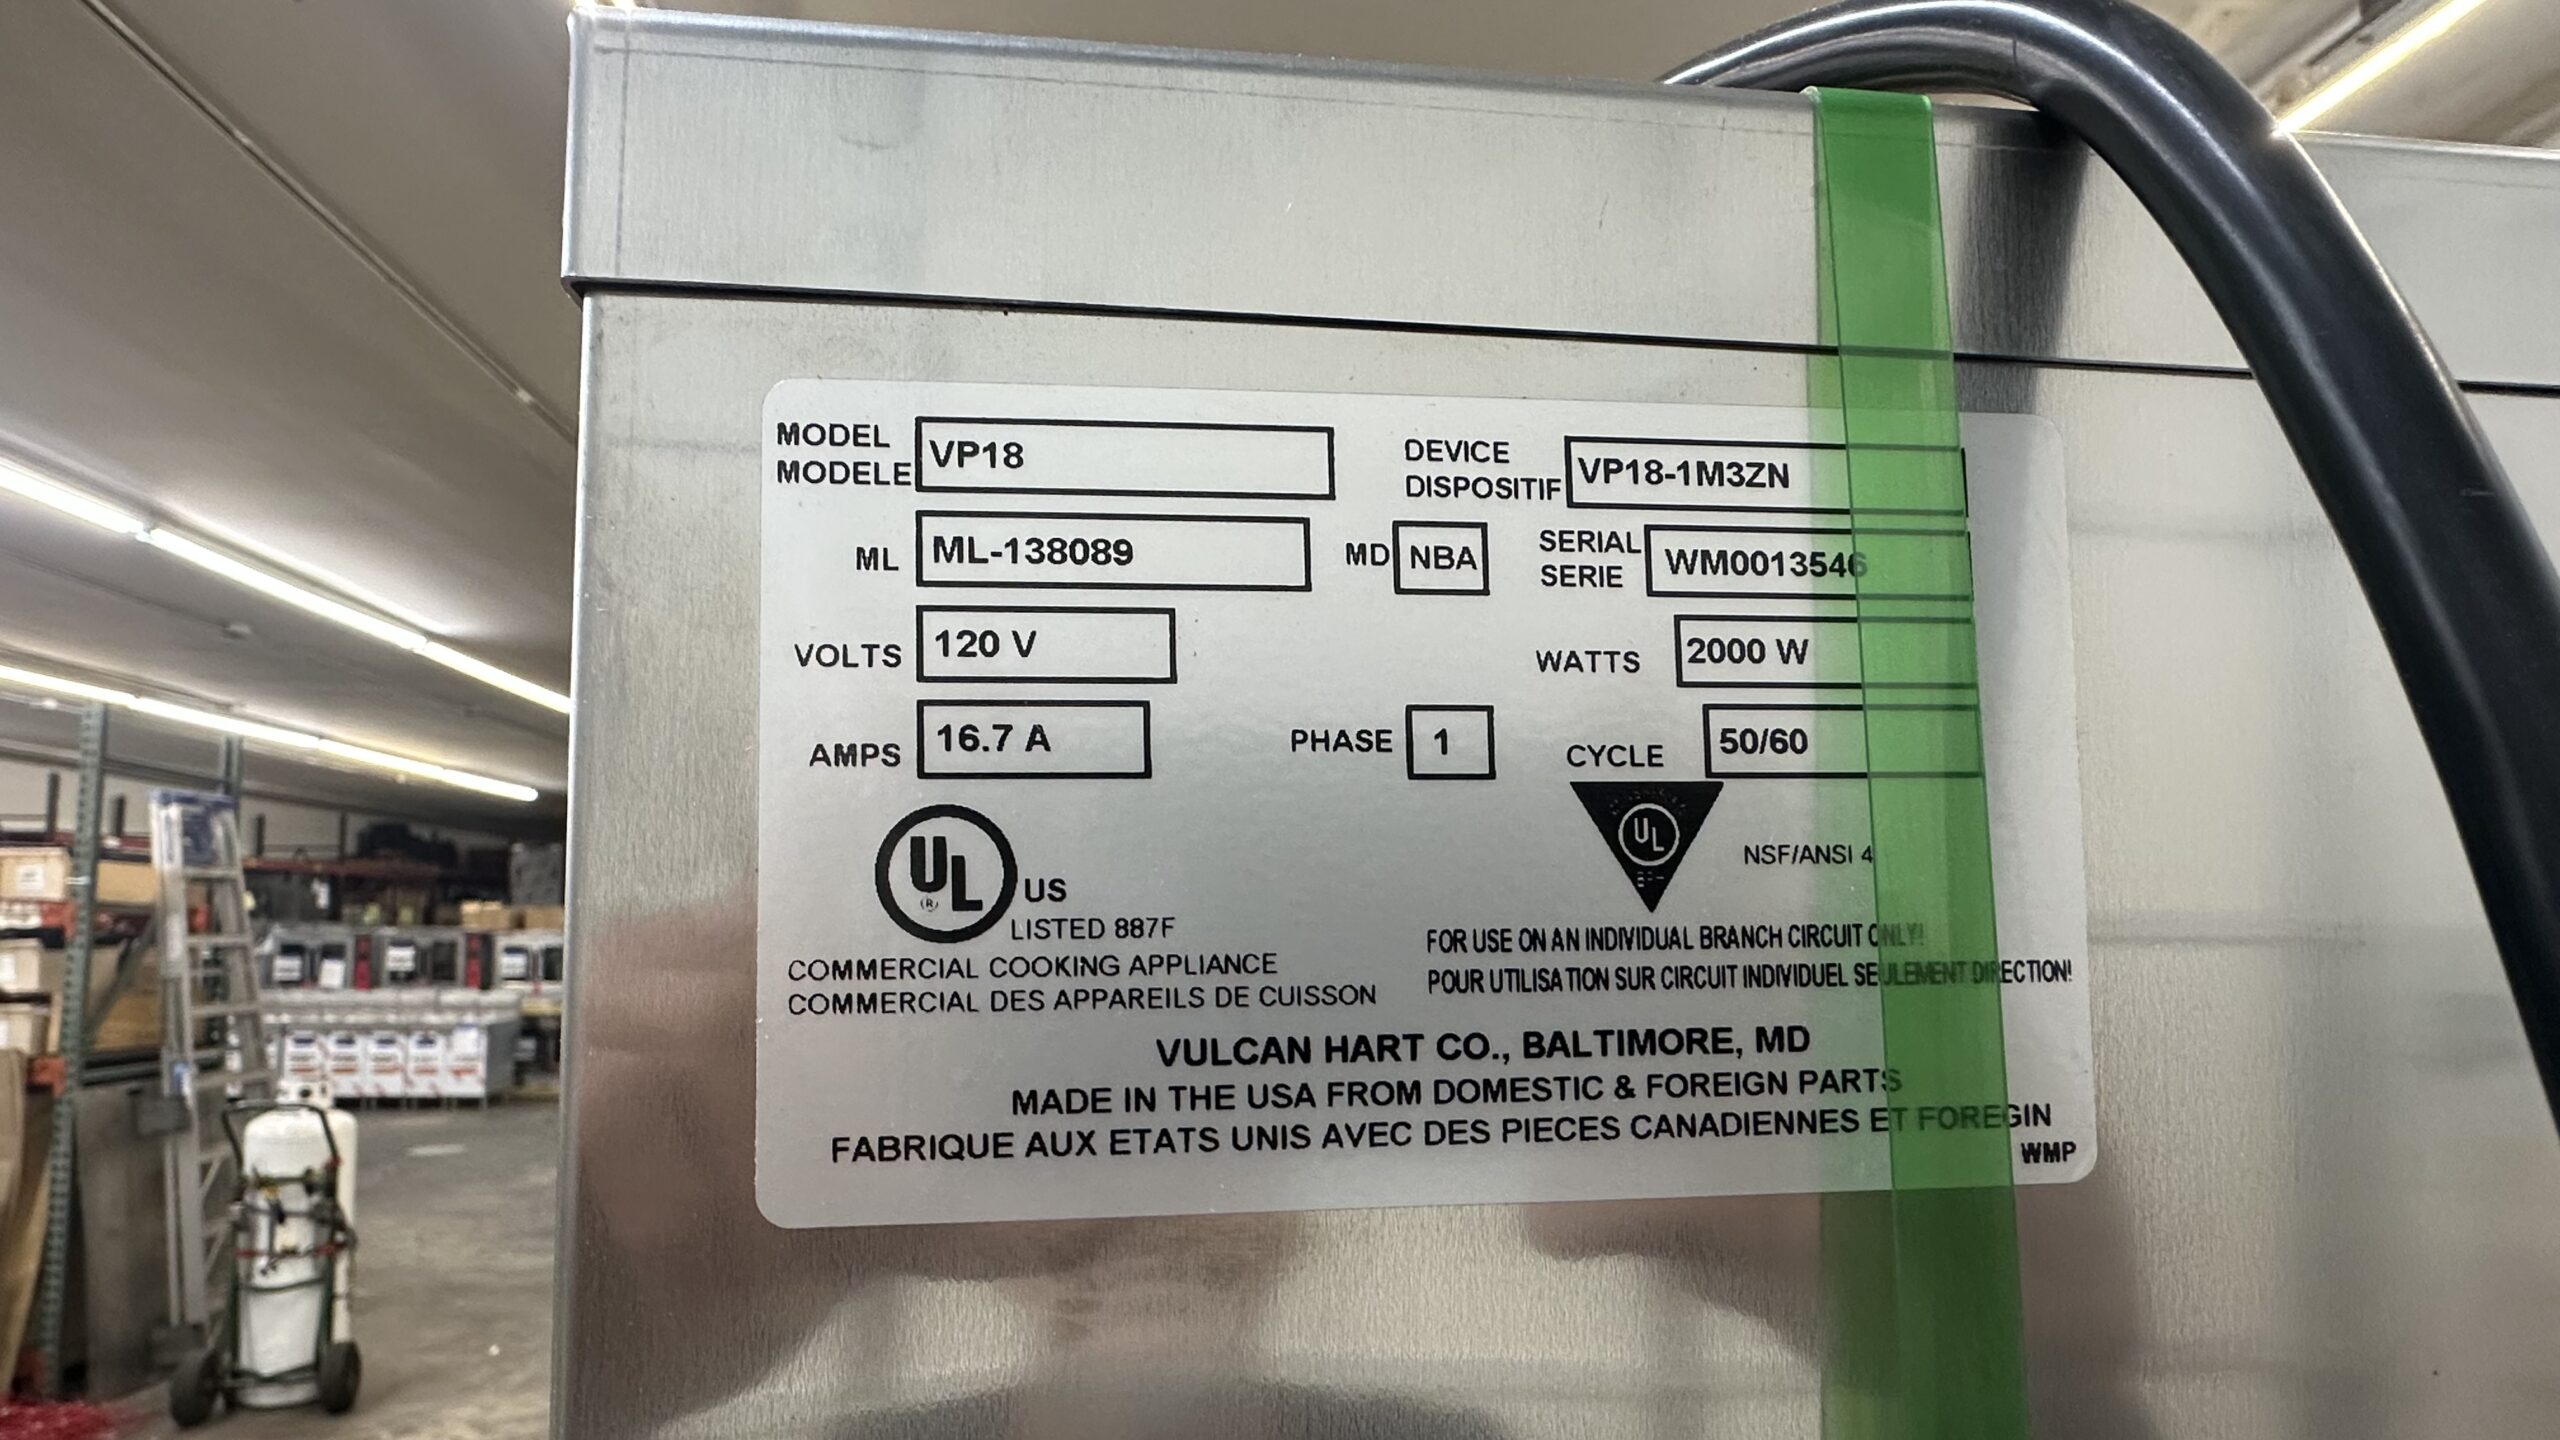 MODEL
MODELE
VP18
DEVICE
DISPOSITIF
VP18-1M3ZN
ML
ML-138089
MD
NBA
SERIAL
SERIE
WM0013546
VOLTS
120 V
WATTS
2000 W
AMPS
16.7 A
PHASE
1
CYCLE
50/60
UL
(R)
US
LISTED 887F
UL
NSF/ANSI 4
COMMERCIAL COOKING APPLIANCE
COMMERCIAL DES APPAREILS DE CUISSON
FOR USE ON AN INDIVIDUAL BRANCH CIRCUIT ONLY!
POUR UTILISATION SUR CIRCUIT INDIVIDUEL SEULEMENT DIRECTION!
VULCAN HART CO., BALTIMORE, MD
MADE IN THE USA FROM DOMESTIC & FOREIGN PARTS
FABRIQUE AUX ETATS UNIS AVEC DES PIECES CANADIENNES ET FOREGIN
WMP